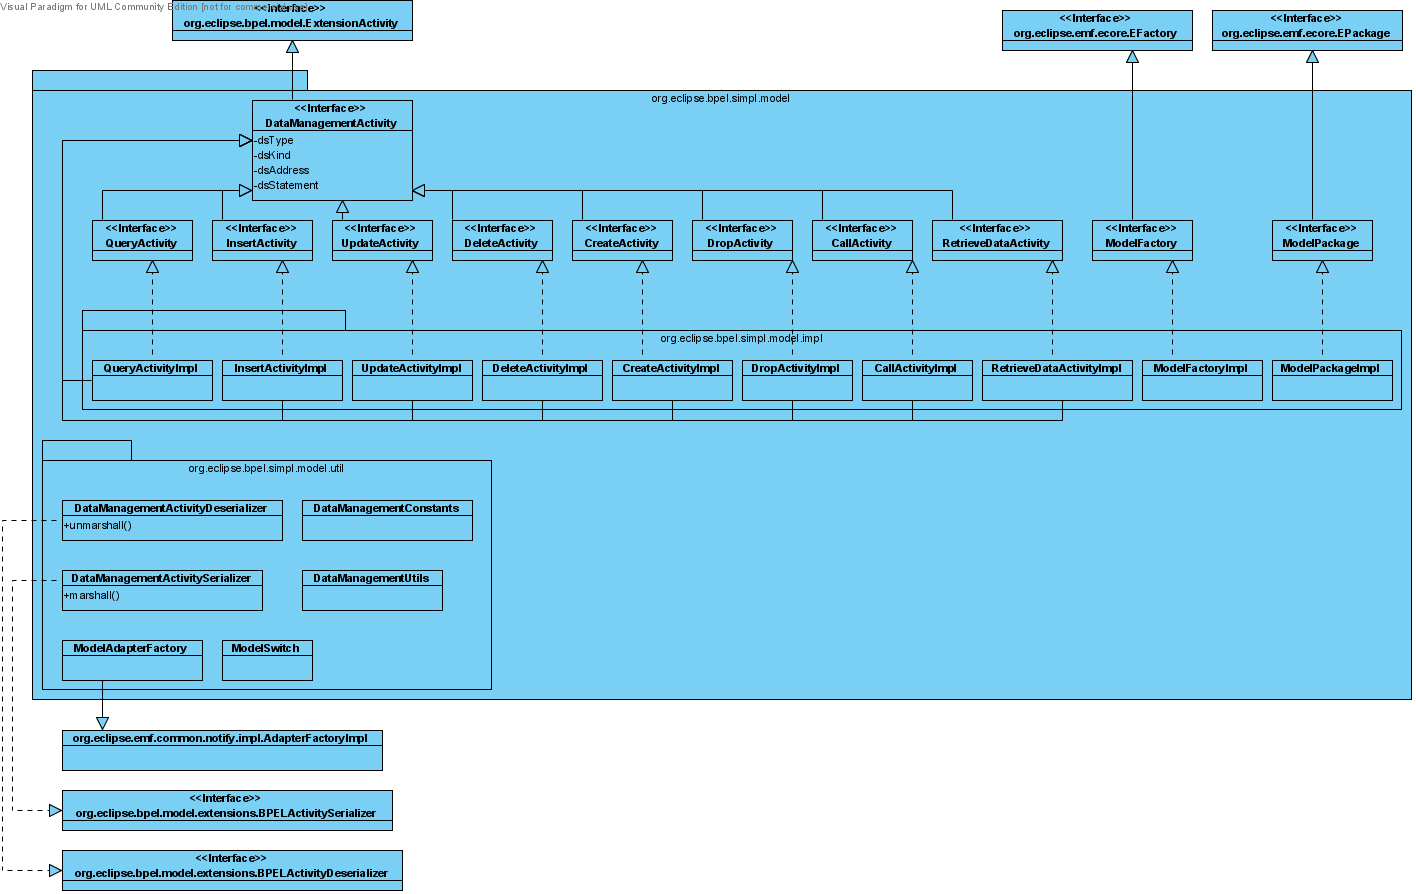 Visual Paradigm for UML Community Edition [not for
<<Interface>>
org.eclipse.bpel.model.ExtensionActivity
<<Interface>>
org.eclipse.emf.ecore.EFactory
<<Interface>>
org.eclipse.emf.ecore.EPackage
org.eclipse.bpel.simpl.model
<<Interface>>
DataManagementActivity
-dsType
-dsKind
-dsAddress
-dsStatement
<<Interface>>
QueryActivity
<<Interface>>
InsertActivity
<<Interface>>
UpdateActivity
<<Interface>>
DeleteActivity
<<Interface>>
CreateActivity
<<Interface>>
DropActivity
<<Interface>>
CallActivity
<<Interface>>
RetrieveDataActivity
<<Interface>>
ModelFactory
<<Interface>>
ModelPackage
org.eclipse.bpel.simpl.model.impl
QueryActivityImpl
InsertActivityImpl
UpdateActivityImpl
DeleteActivityImpl
CreateActivityImpl
DropActivityImpl
CallActivityImpl
RetrieveDataActivityImpl
ModelFactoryImpl
ModelPackageImpl
org.eclipse.bpel.simpl.model.util
DataManagementActivityDeserializer
+unmarshall()
DataManagementConstants
DataManagementActivitySerializer
+marshall()
DataManagementUtils
ModelAdapterFactory
ModelSwitch
org.eclipse.emf.common.notify.impl.AdapterFactoryImpl
<<Interface>>
org.eclipse.bpel.model.extensions.BPELActivitySerializer
<<Interface>>
org.eclipse.bpel.model.extensions.BPELActivityDeserializer